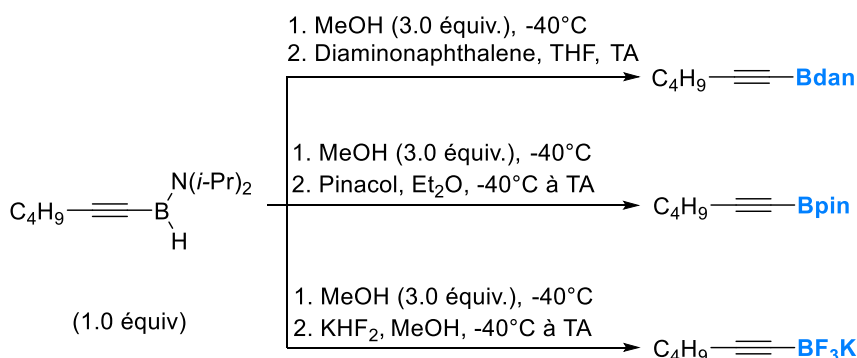 1. MeOH (3.0 équiv.), -40°C
2. Diaminonaphthalene, THF, TA
C4H9 Bdan
1. MeOH (3.0 équiv.), -40°C
2. Pinacol, Et2O, -40°C à TA
N(i-Pr)2
C4H9 B
H
C4H9 Bpin
(1.0 équiv)
1. MeOH (3.0 équiv.), -40°C
2. KHF2, MeOH, -40°C à TA
C4H9 BF3K